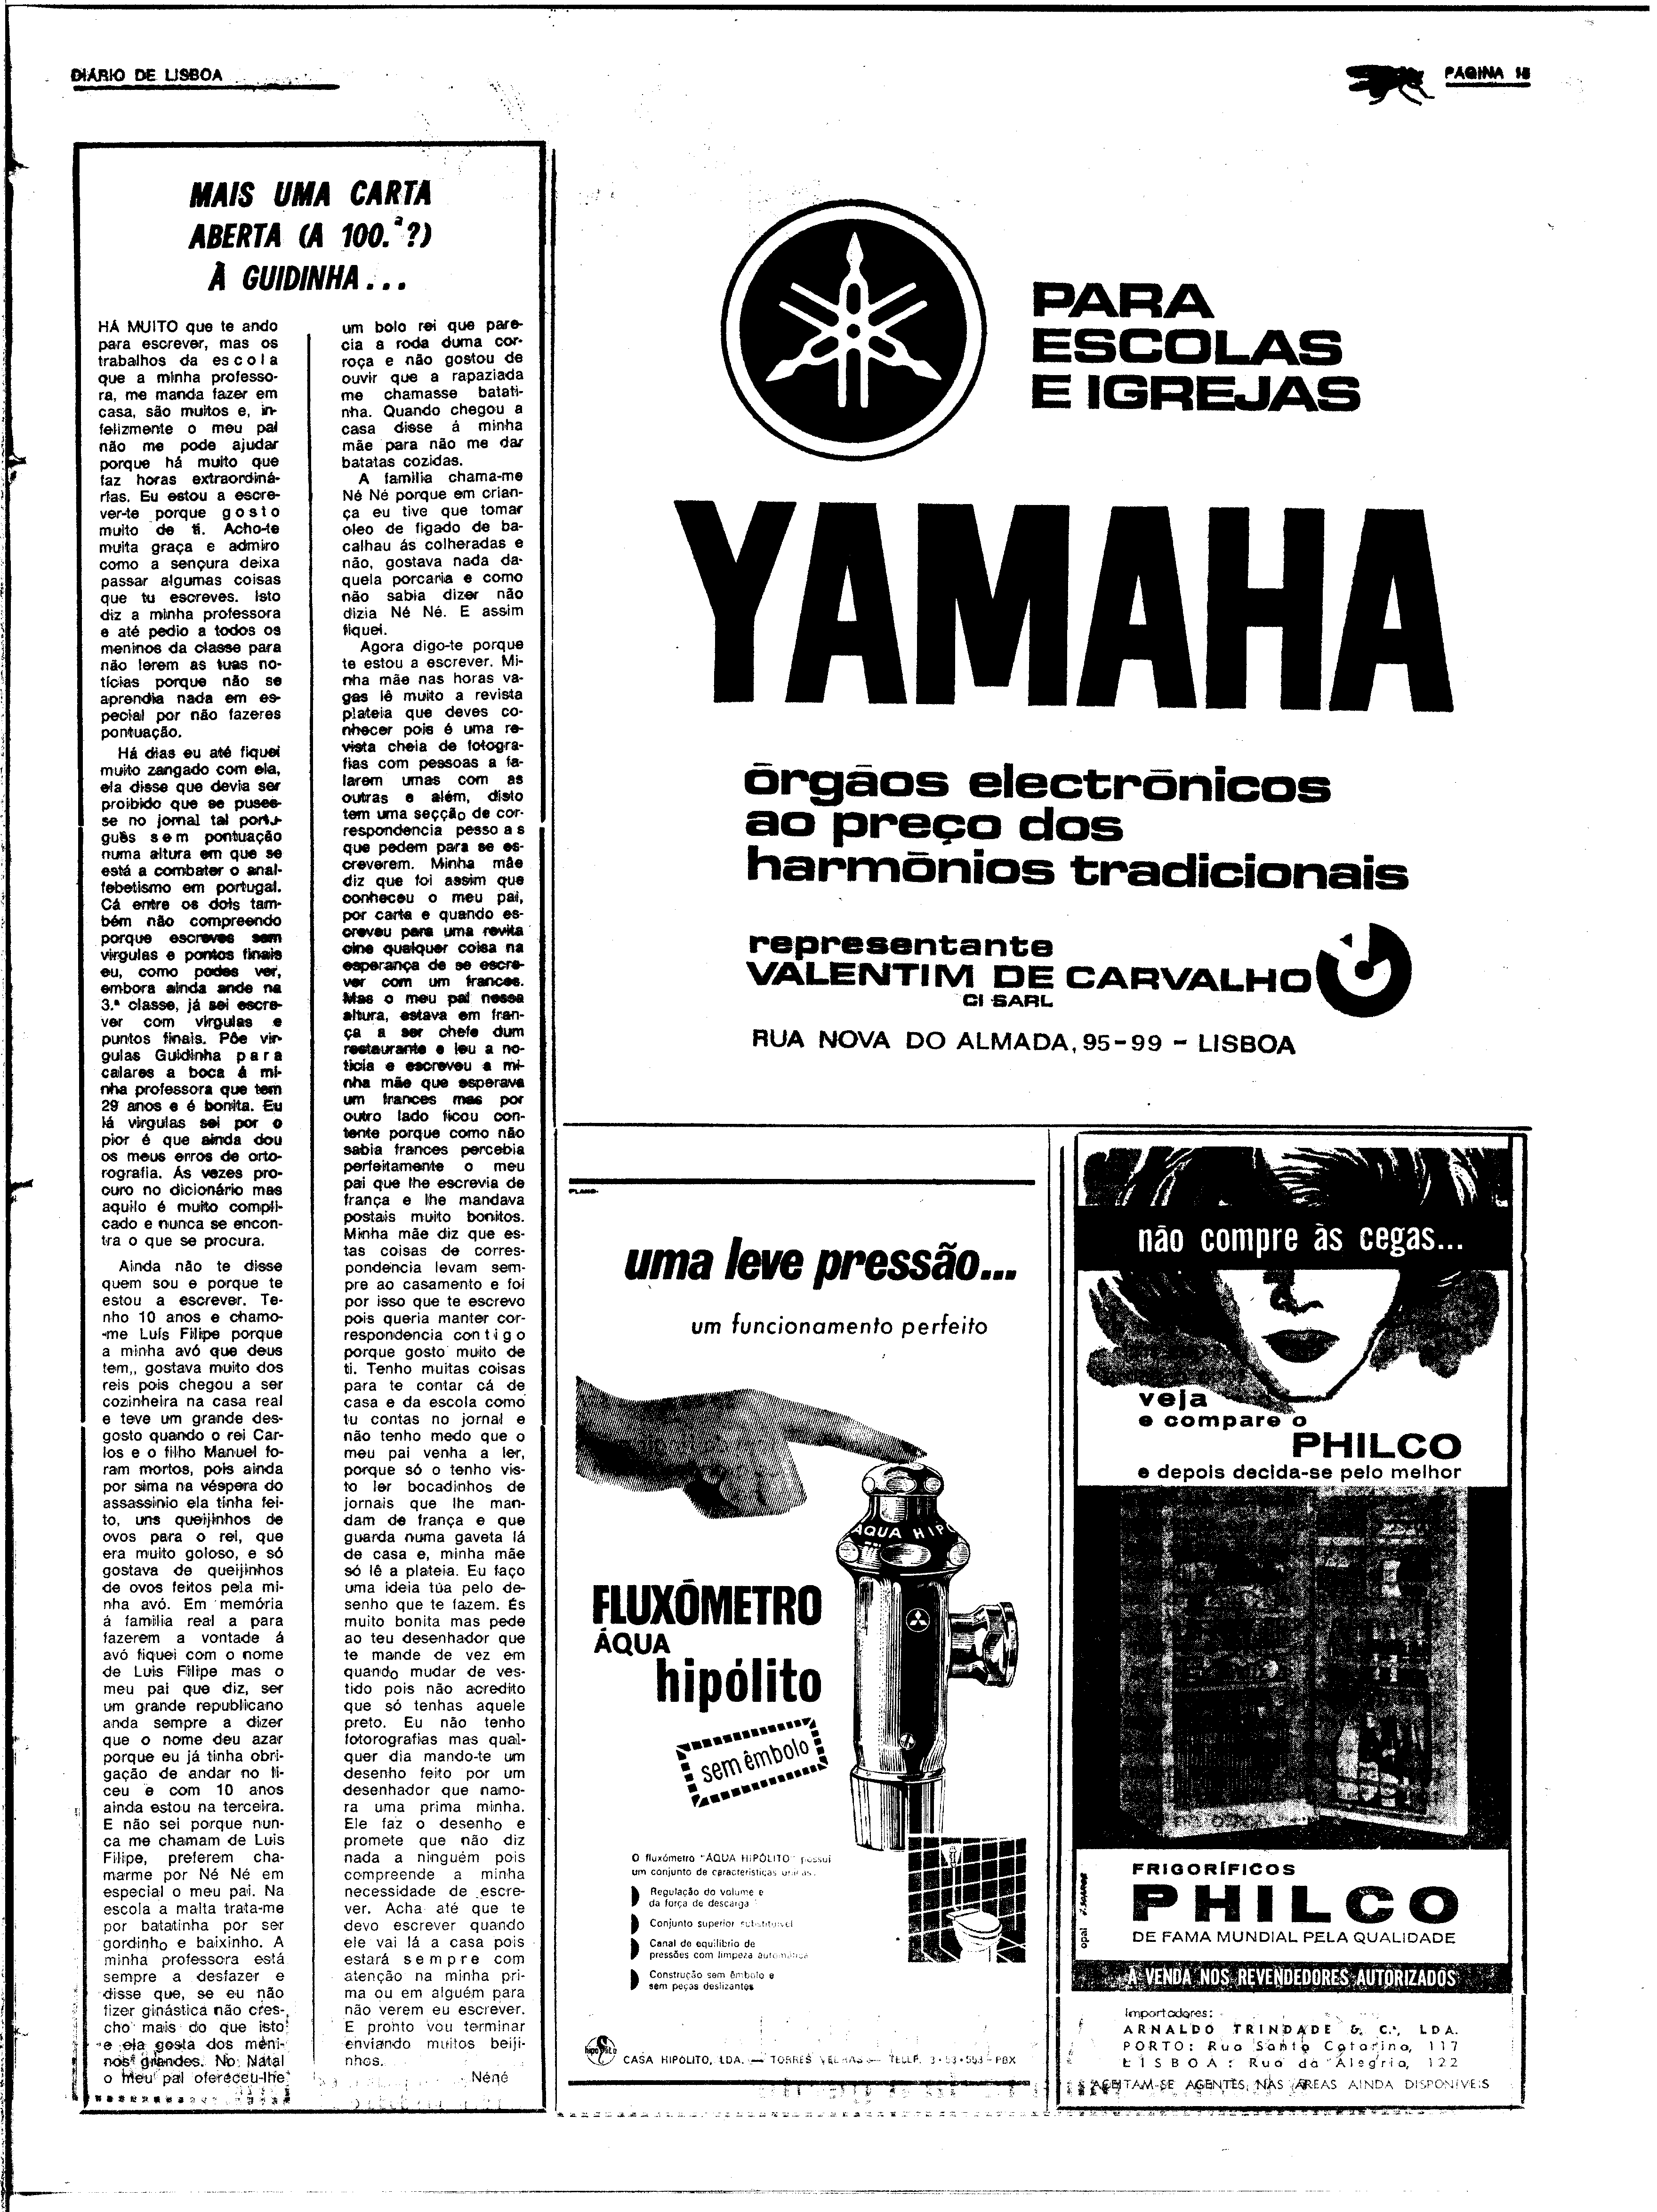 DIÁRIO DE LISBOA
PÁGINA 15
MAIS UMA CARTA
ABERTA (A 100.ª?)
À GUIDINHA...
HÁ MUITO que te ando
para escrever, mas os
trabalhos da escola
que a minha professo-
ra, me manda fazer em
casa, são muitos e, in-
felizmente o meu pai
não me pode ajudar
porque há muito que
faz horas extraordiná-
rias. Eu estou a escre-
ver-te porque gosto
muito de ti. Acho-te
muita graça e admiro
como a sençura deixa
passar algumas coisas
que tu escreves. Isto
diz a minha professora
e até pedio a todos os
meninos da classe para
não lerem as tuas no-
tícias porque não se
aprendia nada em es-
pecial por não fazeres
pontuação.
Há dias eu até fiquei
muito zangado com ela,
ela disse que devia ser
proibido que se puses-
se no jornal tal portu-
guês sem pontuação
numa altura em que se
está a combater o anal-
febetismo em portugal.
Cá entre os dois tam-
bém não compreendo
porque escreves sem
virgulas e pontos finais
eu, como podes ver,
embora ainda ande na
3.ª classe, já sei escre-
ver com vírgulas e
puntos finais. Põe vir-
gulas Guidinha para
calares a boca á mi-
nha professora que tem
29 anos e é bonita. Eu
lá virgulas sei por o
pior é que ainda dou
os meus erros de orto-
rografia. Ás vezes pro-
ouro no dicionário mas
aquilo é muito compli-
cado e nunca se encon-
tra o que se procura.
Ainda não te disse
quem sou e porque te
estou a escrever. Te-
nho 10 anos e chamo-
-me Luís Filipe porque
a minha avó que deus
tem,, gostava muito dos
reis pois chegou a ser
cozinheira na casa real
e teve um grande des-
gosto quando o rei Car-
los e o filho Manuel fo-
ram mortos, pois ainda
por sima na véspera do
assassinio ela tinha fei-
to, uns queijinhos de
ovos para o rei, que
era muito goloso, e só
gostava de queijinhos
de ovos feitos pela mi-
nha avó. Em memória
á familia real a para
fazerem a vontade á
avó fiquei com o nome
de Luis Filipe mas o
meu pai que diz, ser
um grande republicano
anda sempre a dizer
que o nome deu azar
porque eu já tinha obri-
gação de andar no li-
ceu e com 10 anos
ainda estou na terceira.
E não sei porque nun-
ca me chamam de Luis
Filipe, preferem cha-
marme por Né Né em
especial o meu pai. Na
escola a malta trata-me
por batatinha por ser
gordinho e baixinho. A
minha professora está
sempre a desfazer e
disse que, se eu não
fizer ginástica não cres-
cho mais do que isto
e ela gosta dos meni-
nos grandes. No Natal
o meu pai ofereceu-lhe
um bolo rei que pare-
cia a roda duma cor-
roça e não gostou de
ouvir que a rapaziada
me chamasse batati-
nha. Quando chegou a
casa disse á minha
mãe para não me dar
batatas cozidas.
A familia chama-me
Né Né porque em crian-
ça eu tive que tomar
oleo de figado de ba-
calhau ás colheradas e
não, gostava nada da-
quela porcaria e como
não sabia dizer não
dizia Né Né. E assim
fiquei.
Agora digo-te porque
te estou a escrever. Mi-
nha mãe nas horas va-
gas lê muito a revista
plateia que deves co-
nhecer pois é uma re-
vista cheia de fotogra-
fias com pessoas a fa-
larem umas com as
outras e além, disto
tem uma secção de cor-
respondencia pessoas
que pedem para se es-
creverem. Minha mãe
diz que foi assim que
conheceu o meu pai,
por carta e quando es-
creveu para uma revita
cine qualquer coisa na
esperança de se escre-
ver com um frances.
Mas o meu pai nessa
altura, estava em fran-
ça a ser chefe dum
restaurante e leu a no-
ticia e escreveu a mi-
nha mãe que esperava
um frances mas por
outro lado ficou con-
tente porque como não
sabia frances percebia
perfeitamente o meu
pai que lhe escrevia de
frança e lhe mandava
postais muito bonitos.
Minha mãe diz que es-
tas coisas de corres-
pondencia levam sem-
pre ao casamento e foi
por isso que te escrevo
pois queria manter cor-
respondencia contigo
porque gosto muito de
ti. Tenho muitas coisas
para te contar cá de
casa e da escola como
tu contas no jornal e
não tenho medo que o
meu pai venha a ler,
porque só o tenho vis-
to ler bocadinhos de
jornais que lhe man-
dam de frança e que
guarda numa gaveta lá
de casa e, minha mãe
só lê a plateia. Eu faço
uma ideia túa pelo de-
senho que te fazem. És
muito bonita mas pede
ao teu desenhador que
te mande de vez em
quando mudar de ves-
tido pois não acredito
que só tenhas aquele
preto. Eu não tenho
fotorografias mas qual-
quer dia mando-te um
desenho feito por um
desenhador que namo-
ra uma prima minha.
Ele faz o desenho e
promete que não diz
nada a ninguém pois
compreende a minha
necessidade de escre-
ver. Acha até que te
devo escrever quando
ele vai lá a casa pois
estará sempre com
atenção na minha pri-
ma ou em alguém para
não verem eu escrever.
E pronto vou terminar
enviando muitos beiji-
nhos.
Néné
PARA
ESCOLAS
E IGREJAS
YAMAHA
órgãos electrónicos
ao preço dos
harmónios tradicionais
representante
VALENTIM DE CARVALHO
CI SARL
RUA NOVA DO ALMADA, 95-99 - LISBOA
uma leve pressão...
um funcionamento perfeito
AQUA HIPO
FLUXÓMETRO
ÁQUA
hipólito
sem êmbolo
O fluxómetro "ÁQUA HIPÓLITO" possui
um conjunto de características
Regulação do volume e
da força de descarga
Conjunto superior substituível
Canal de equilíbrio de
pressões com limpeza automática
Construção sem êmbolo e
sem peças deslizantes
CASA HIPOLITO, LDA. — TORRES VEDRAS — TELEF. PBX
não compre às cegas...
veja
e compare o
PHILCO
e depois decida-se pelo melhor
FRIGORÍFICOS
PHILCO
DE FAMA MUNDIAL PELA QUALIDADE
À VENDA NOS REVENDEDORES AUTORIZADOS
opal
Importadores:
ARNALDO TRINDADE & C.ª, LDA.
PORTO: Rua Santa Catarina, 117
LISBOA: Rua da Alegria, 122
ACEITAM-SE AGENTES NAS ÁREAS AINDA DISPONÍVEIS